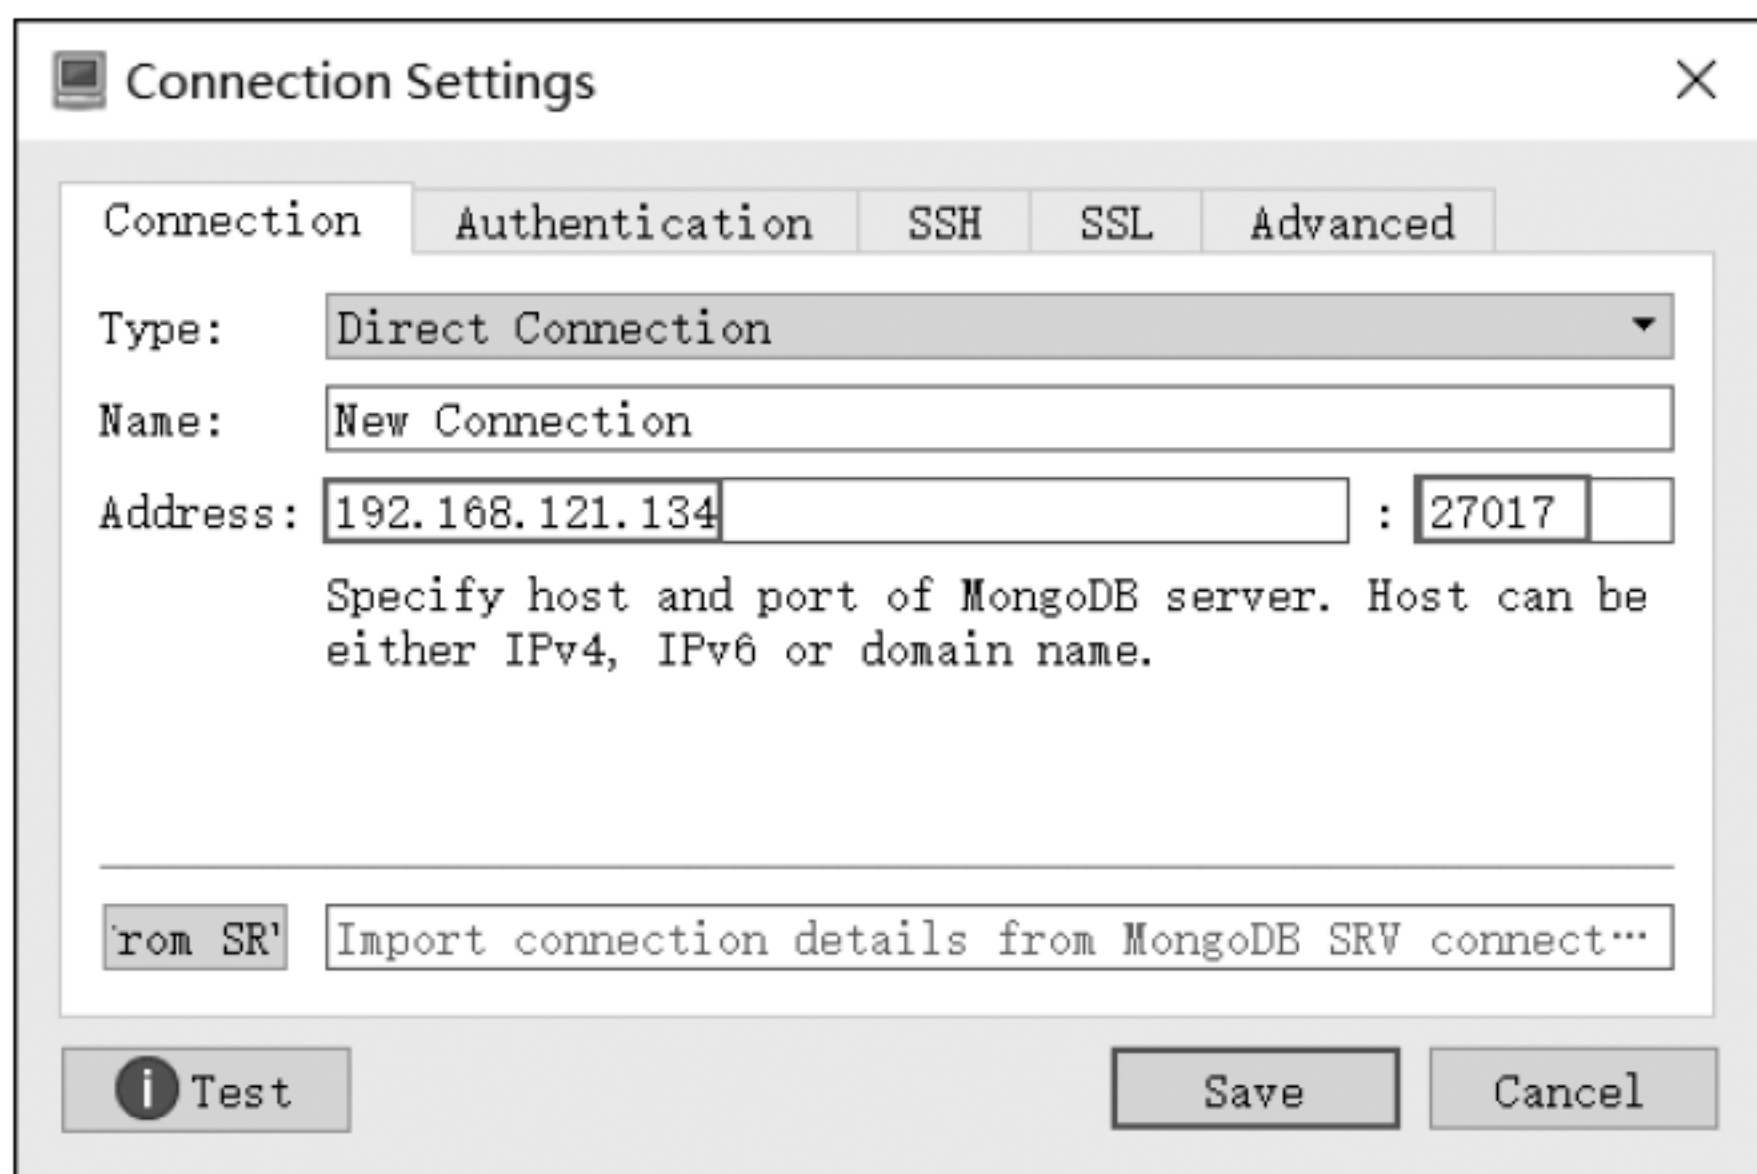 Connection Settings
Connection Authentication SSH SSL Advanced
Type: Direct Connection
Name: New Connection
Address: 192.168.121.134 : 27017
Specify host and port of MongoDB server. Host can be
either IPv4, IPv6 or domain name.
rom SR Import connection details from MongoDB SRV connect…
Test Save Cancel